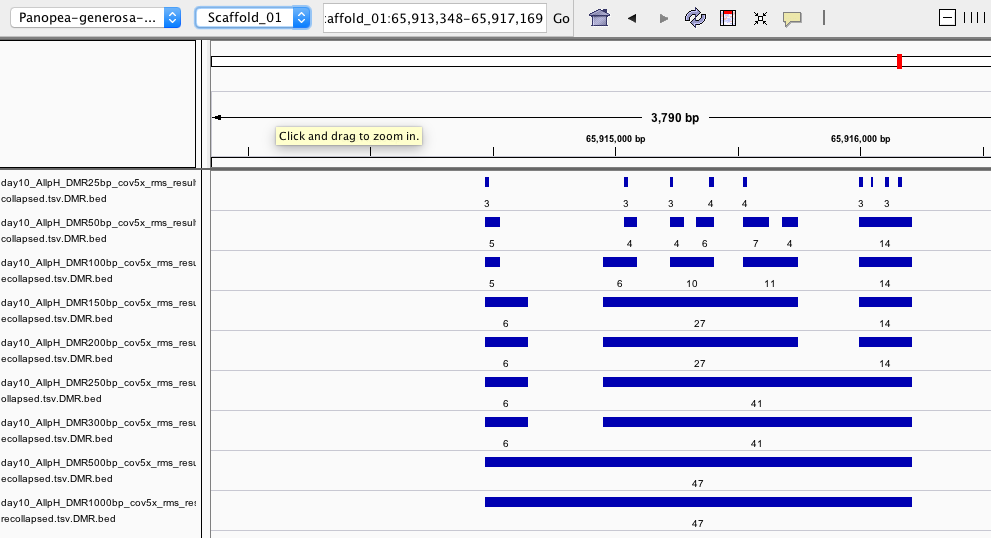 Panopea-generosa-... Scaffold_01 :affold_01:65,913,348-65,917,169 Go
3,790 bp
Click and drag to zoom in.
65,915,000 bp 65,916,000 bp
day10_AllpH_DMR25bp_cov5x_rms_resul
collapsed.tsv.DMR.bed
3 3 3 4 4 3 3
day10_AllpH_DMR50bp_cov5x_rms_resul
collapsed.tsv.DMR.bed
5 4 4 6 7 4 14
day10_AllpH_DMR100bp_cov5x_rms_resu
ecollapsed.tsv.DMR.bed
5 6 10 11 14
day10_AllpH_DMR150bp_cov5x_rms_resu
ecollapsed.tsv.DMR.bed
6 27 14
day10_AllpH_DMR200bp_cov5x_rms_resu
ecollapsed.tsv.DMR.bed
6 27 14
day10_AllpH_DMR250bp_cov5x_rms_resu
ollapsed.tsv.DMR.bed
6 41
day10_AllpH_DMR300bp_cov5x_rms_resu
ecollapsed.tsv.DMR.bed
6 41
day10_AllpH_DMR500bp_cov5x_rms_resu
ecollapsed.tsv.DMR.bed
47
day10_AllpH_DMR1000bp_cov5x_rms_res
recollapsed.tsv.DMR.bed
47